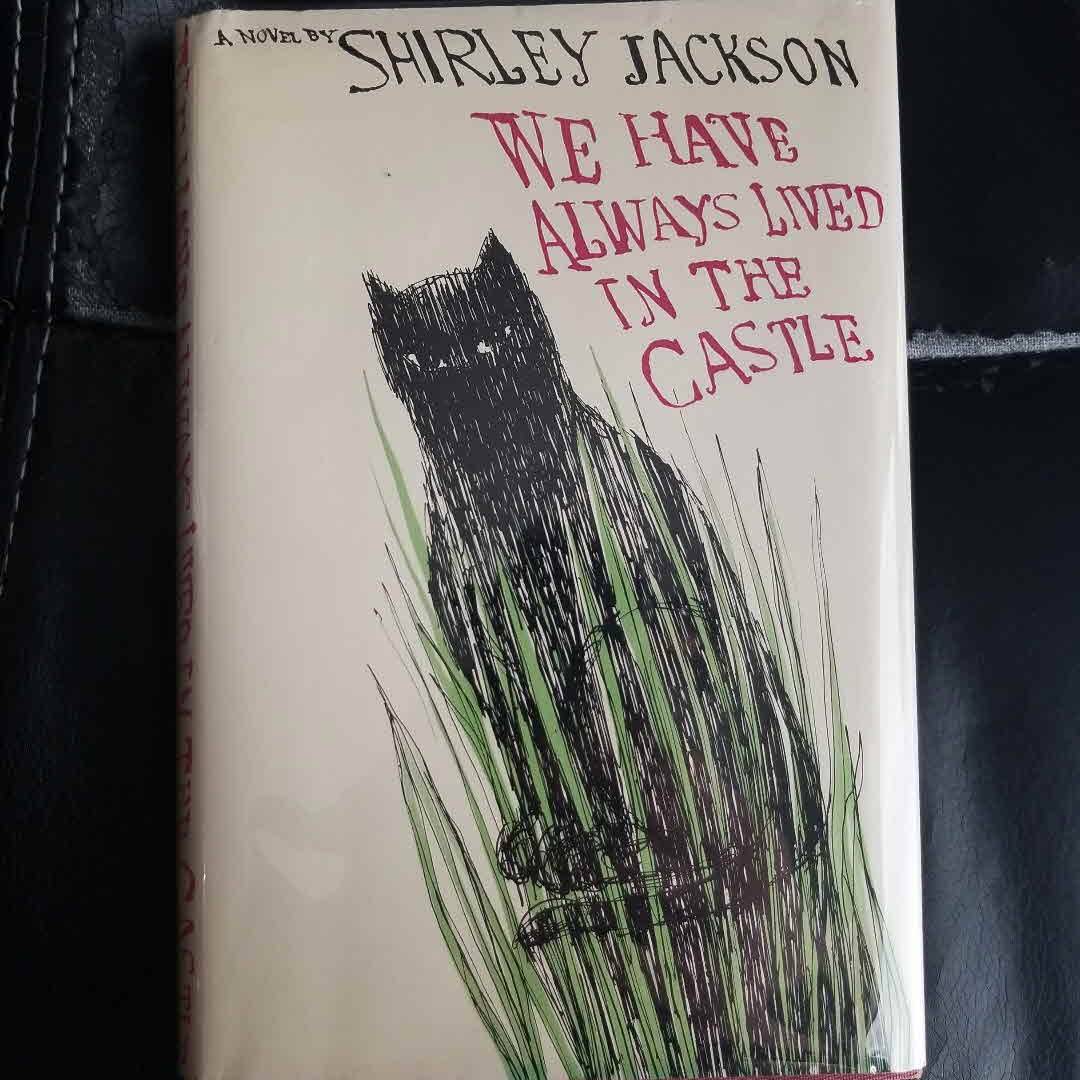 A NOVEL BY SHIRLEY JACKSON
WE HAVE
ALWAYS LIVED
IN THE
CASTLE